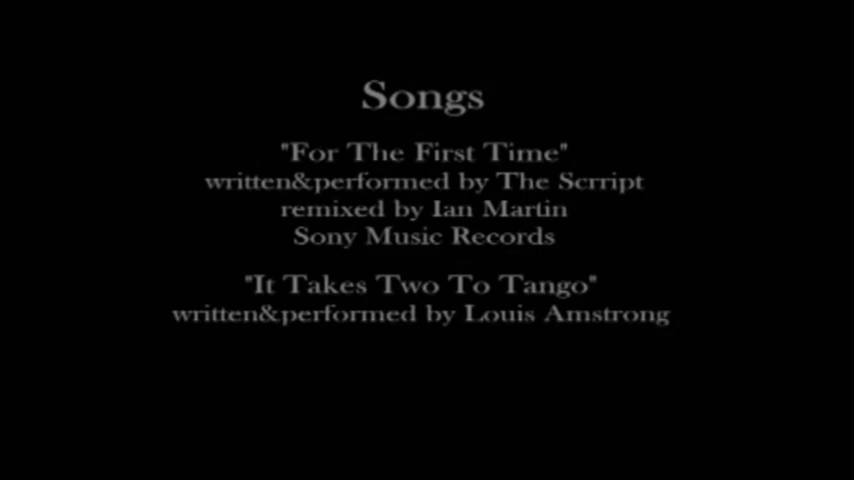 Songs
"For The First Time"
written&performed by The Scrript
remixed by Ian Martin
Sony Music Records
"It Takes Two To Tango"
written&performed by Louis Amstrong